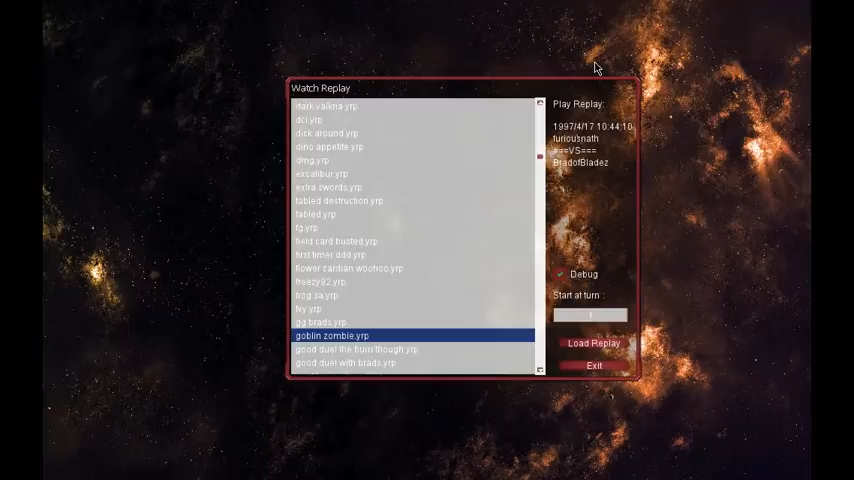 Watch Replay
dark valkria.yrp
dcl.yrp
dick around.yrp
dino appetite.yrp
dmg.yrp
excalibur.yrp
extra swords.yrp
fabled destruction.yrp
fabled.yrp
fg.yrp
field card busted.yrp
first timer ddd.yrp
flower cardian woohoo.yrp
freezy92.yrp
frog sa.yrp
fvy.yrp
gg brads.yrp
goblin zombie.yrp
good duel the burn though.yrp
good duel with brads.yrp
Play Replay:
1997/4/17 10:44:10
furiousnath
===VS===
BradofBladez
Debug
Start at turn :
1
Load Replay
Exit